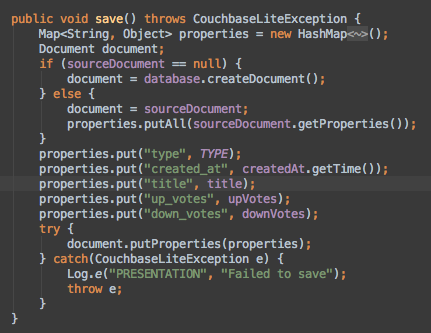 public void save() throws CouchbaseLiteException {
    Map<String, Object> properties = new HashMap<~>();
    Document document;
    if (sourceDocument == null) {
        document = database.createDocument();
    } else {
        document = sourceDocument;
        properties.putAll(sourceDocument.getProperties());
    }
    properties.put("type", TYPE);
    properties.put("created_at", createdAt.getTime());
    properties.put("title", title);
    properties.put("up_votes", upVotes);
    properties.put("down_votes", downVotes);
    try {
        document.putProperties(properties);
    } catch(CouchbaseLiteException e) {
        Log.e("PRESENTATION", "Failed to save");
        throw e;
    }
}